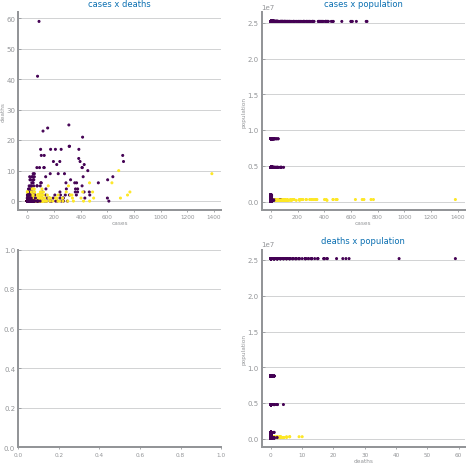 cases x deaths
60
50
40
30
20
10
0
deaths
0 200 400 600 800 1000 1200 1400
cases
cases x population
1e7
2.5
2.0
1.5
1.0
0.5
0.0
population
0 200 400 600 800 1000 1200 1400
cases
1.0
0.8
0.6
0.4
0.2
0.0
0.0 0.2 0.4 0.6 0.8 1.0
deaths x population
1e7
2.5
2.0
1.5
1.0
0.5
0.0
population
0 10 20 30 40 50 60
deaths